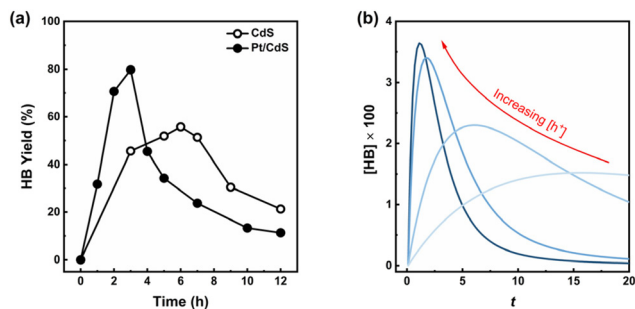 (a)
100
80
60
40
20
0
HB Yield (%)
CdS
Pt/CdS
0 2 4 6 8 10 12
Time (h)
(b)
4
3
2
1
0
[HB] × 100
Increasing [h⁺]
0 5 10 15 20
t